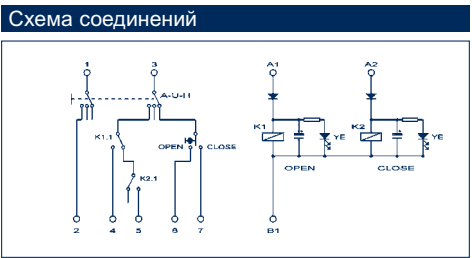 Схема соединений
1 3 A1 A2
A-U-H
K1.1 K1 YE K2 YE
OPEN CLOSE
K2.1 OPEN CLOSE
2 4 5 6 7 B1